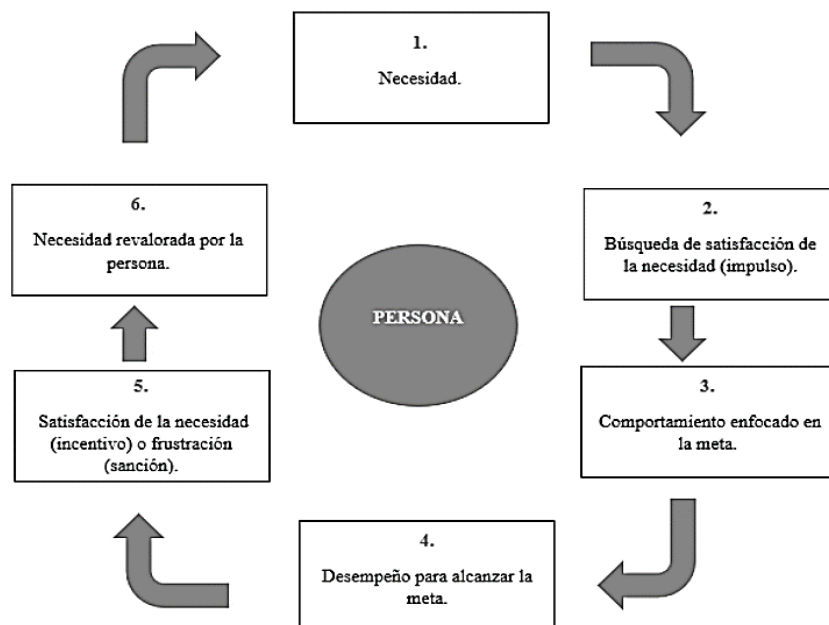 1.
Necesidad.
2.
Búsqueda de satisfacción de
la necesidad (impulso).
3.
Comportamiento enfocado en
la meta.
4.
Desempeño para alcanzar la
meta.
5.
Satisfacción de la necesidad
(incentivo) o frustración
(sanción).
6.
Necesidad revalorada por la
persona.
PERSONA